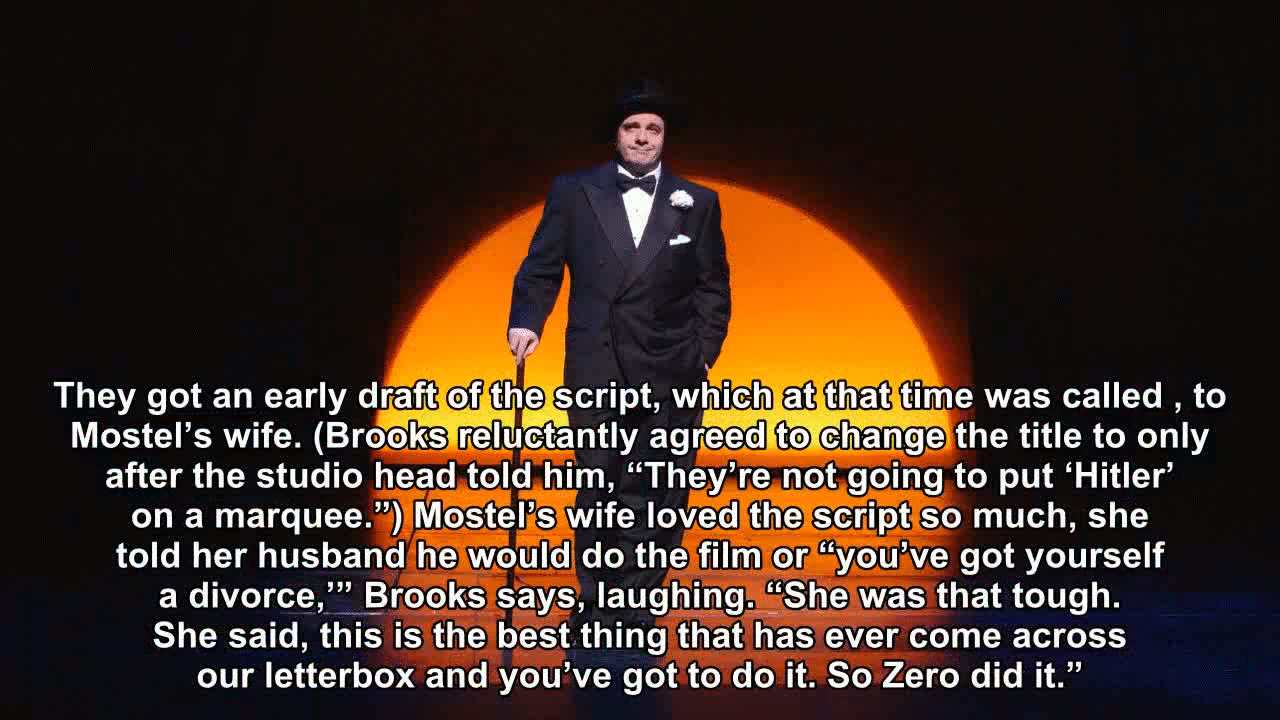 They got an early draft of the script, which at that time was called , to
Mostel’s wife. (Brooks reluctantly agreed to change the title to only
after the studio head told him, “They’re not going to put ‘Hitler’
on a marquee.”) Mostel’s wife loved the script so much, she
told her husband he would do the film or “you’ve got yourself
a divorce,’” Brooks says, laughing. “She was that tough.
She said, this is the best thing that has ever come across
our letterbox and you’ve got to do it. So Zero did it.”